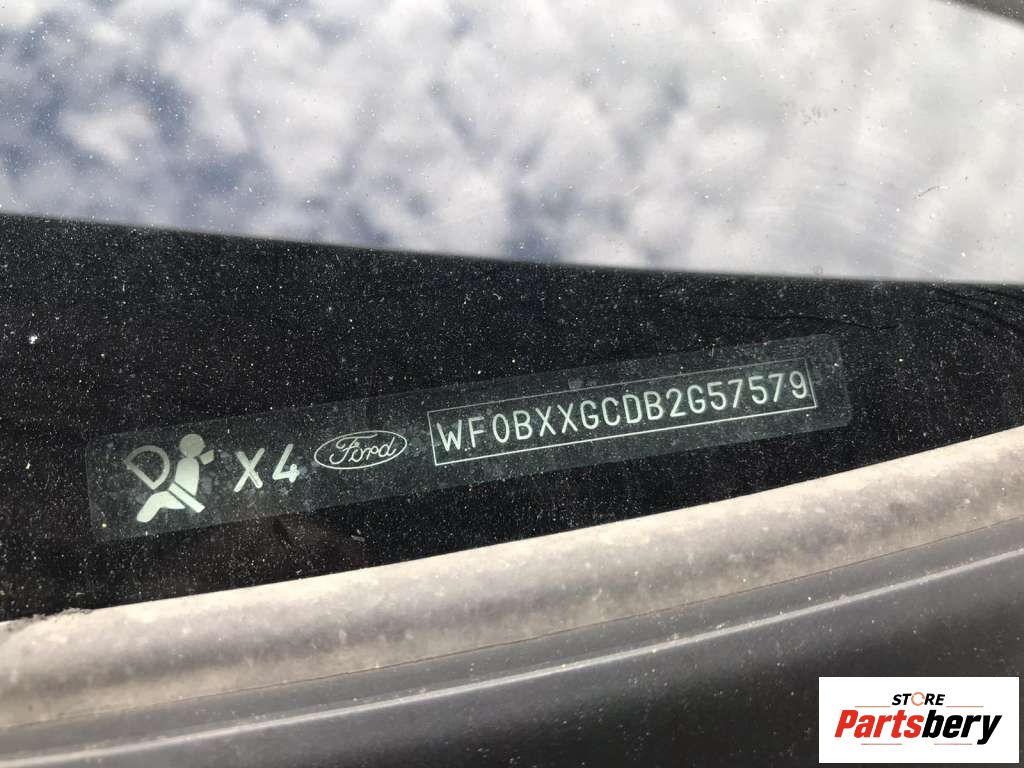 X4 Ford WF0BXXGCDB2G57579
STORE
Partsbery